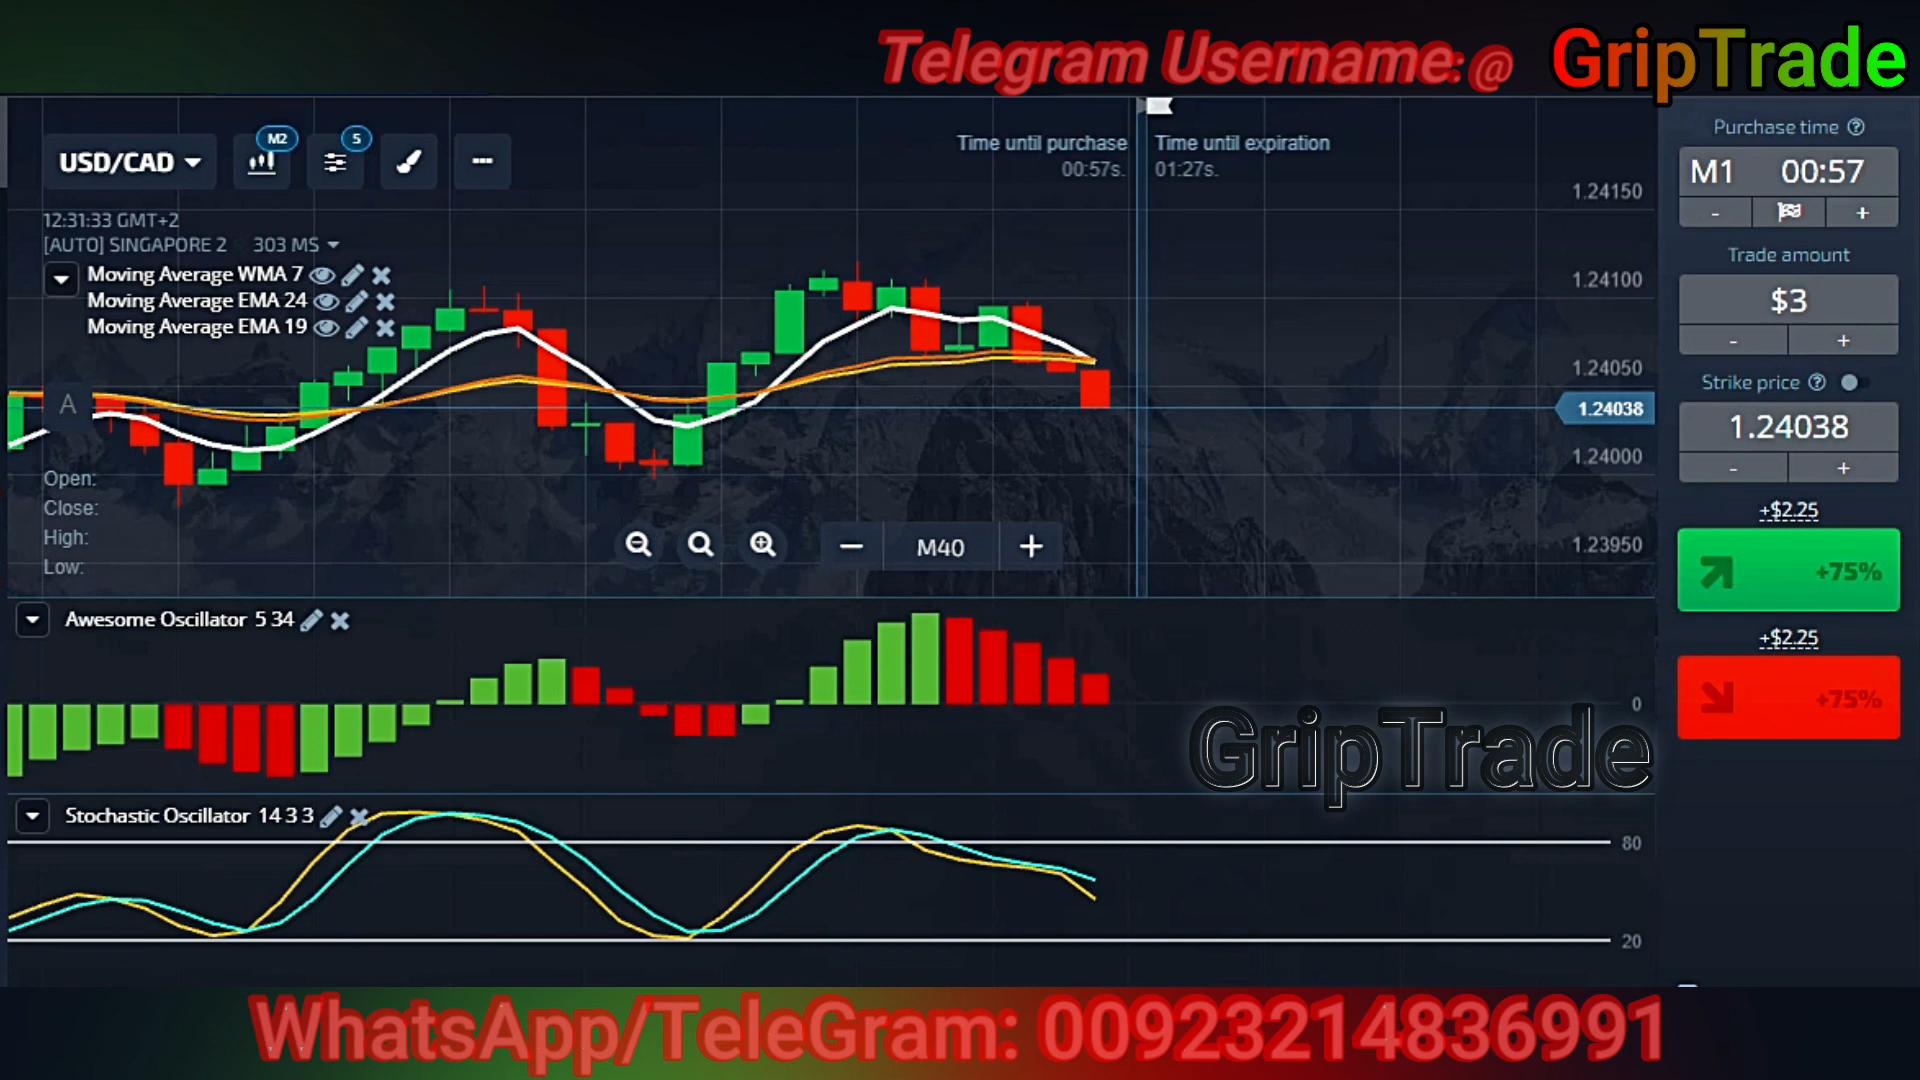 Telegram Username:@ GripTrade
USD/CAD
M2
5
Time until purchase
00:57s.
Time until expiration
01:27s.
12:31:33 GMT+2
[AUTO] SINGAPORE 2 303 MS
Moving Average WMA 7
Moving Average EMA 24
Moving Average EMA 19
A
Open:
Close:
High:
Low:
- M40 +
1.24150
1.24100
1.24050
1.24038
1.24000
1.23950
Purchase time ?
M1 00:57
- +
Trade amount
$3
- +
Strike price ?
1.24038
- +
+$2.25
+75%
+$2.25
+75%
Awesome Oscillator 5 34
0
GripTrade
Stochastic Oscillator 14 3 3
80
20
WhatsApp/TeleGram: 00923214836991